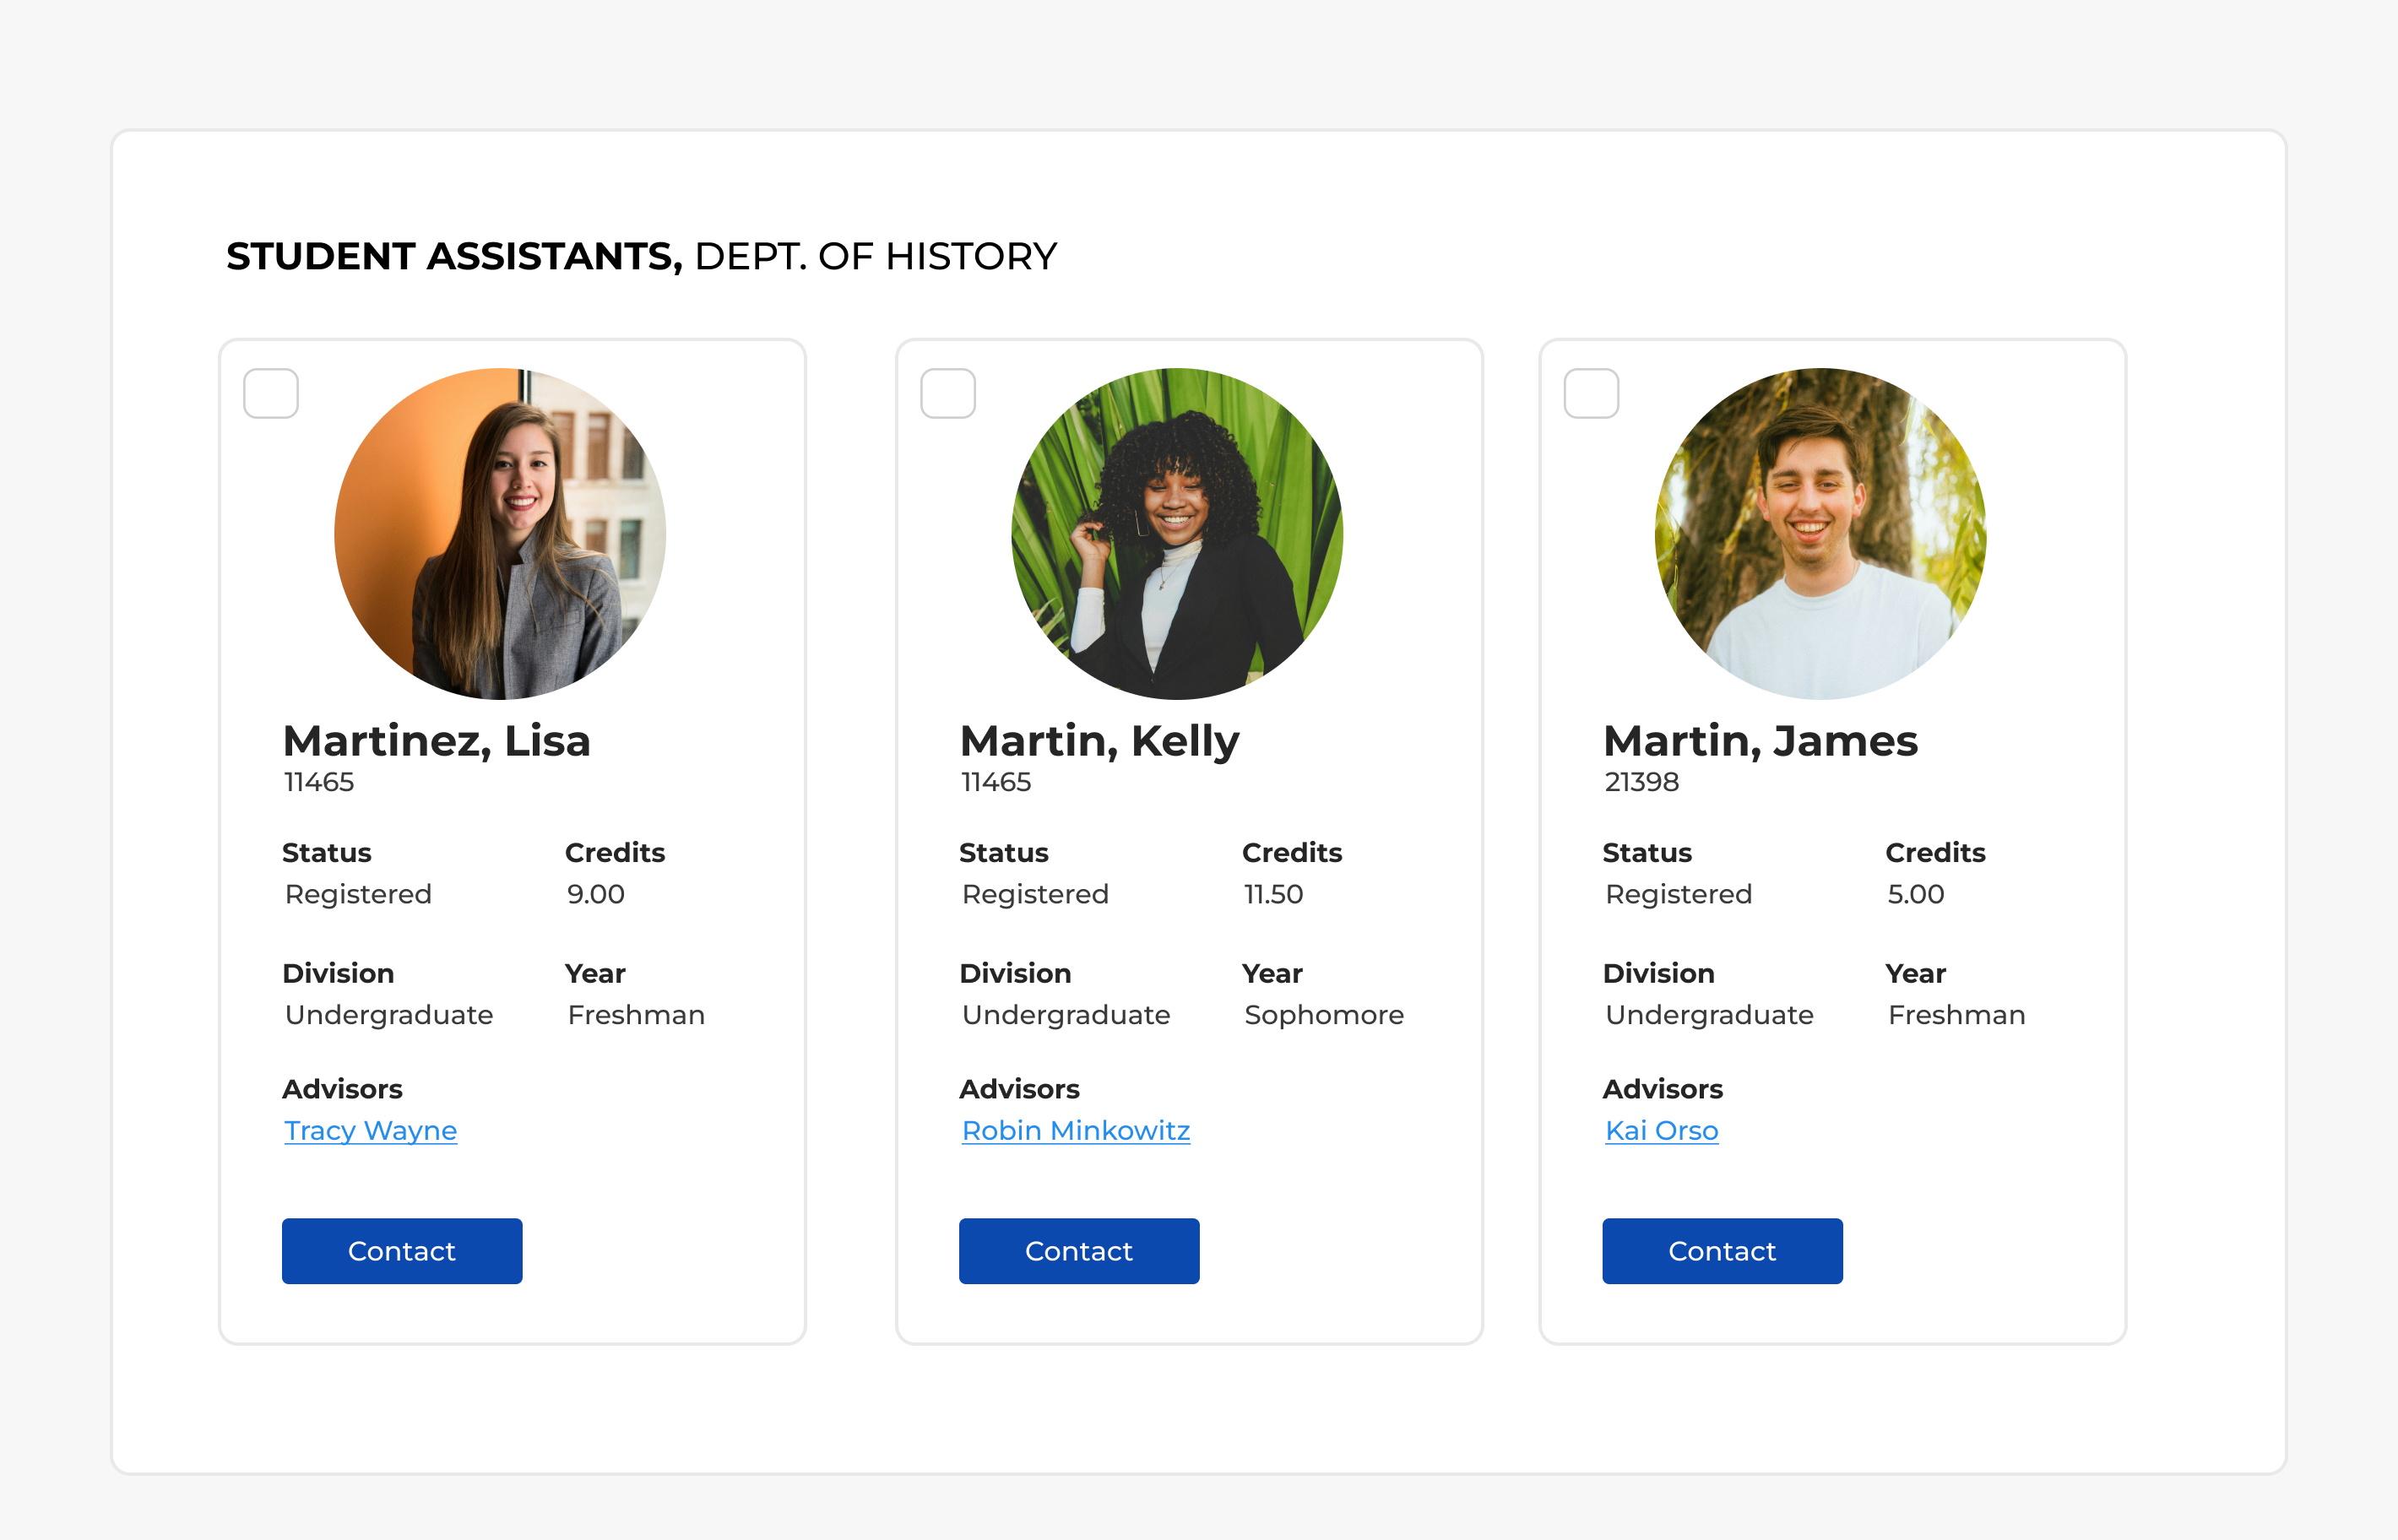 STUDENT ASSISTANTS, DEPT. OF HISTORY
Martinez, Lisa
11465
Status Credits
Registered 9.00
Division Year
Undergraduate Freshman
Advisors
Tracy Wayne
Contact
Martin, Kelly
11465
Status Credits
Registered 11.50
Division Year
Undergraduate Sophomore
Advisors
Robin Minkowitz
Contact
Martin, James
21398
Status Credits
Registered 5.00
Division Year
Undergraduate Freshman
Advisors
Kai Orso
Contact